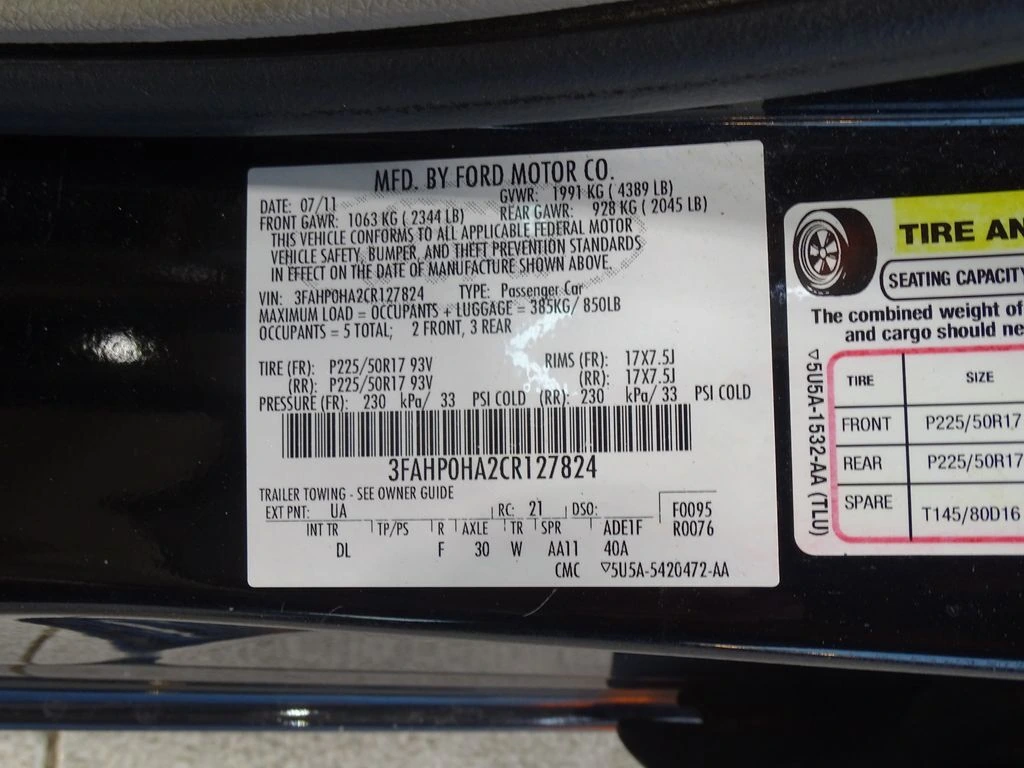 MFD. BY FORD MOTOR CO.
DATE: 07/11 GVWR: 1991 KG ( 4389 LB)
FRONT GAWR: 1063 KG ( 2344 LB) REAR GAWR: 928 KG ( 2045 LB)
THIS VEHICLE CONFORMS TO ALL APPLICABLE FEDERAL MOTOR
VEHICLE SAFETY, BUMPER, AND THEFT PREVENTION STANDARDS
IN EFFECT ON THE DATE OF MANUFACTURE SHOWN ABOVE.
VIN: 3FAHP0HA2CR127824 TYPE: Passenger Car
MAXIMUM LOAD = OCCUPANTS + LUGGAGE = 385KG/ 850LB
OCCUPANTS = 5 TOTAL; 2 FRONT, 3 REAR
TIRE (FR): P225/50R17 93V RIMS (FR): 17X7.5J
(RR): P225/50R17 93V (RR): 17X7.5J
PRESSURE (FR): 230 kPa/ 33 PSI COLD (RR): 230 kPa/ 33 PSI COLD
3FAHP0HA2CR127824
TRAILER TOWING - SEE OWNER GUIDE
EXT PNT: UA RC: 21 DSO: F0095
INT TR TP/PS R AXLE TR SPR ADE1F R0076
DL F 30 W AA11 40A
CMC ▽5U5A-5420472-AA
TIRE AN
SEATING CAPACITY
The combined weight of
and cargo should ne
▽5U5A-1532-AA (TLU)
TIRE SIZE
FRONT P225/50R17
REAR P225/50R17
SPARE T145/80D16